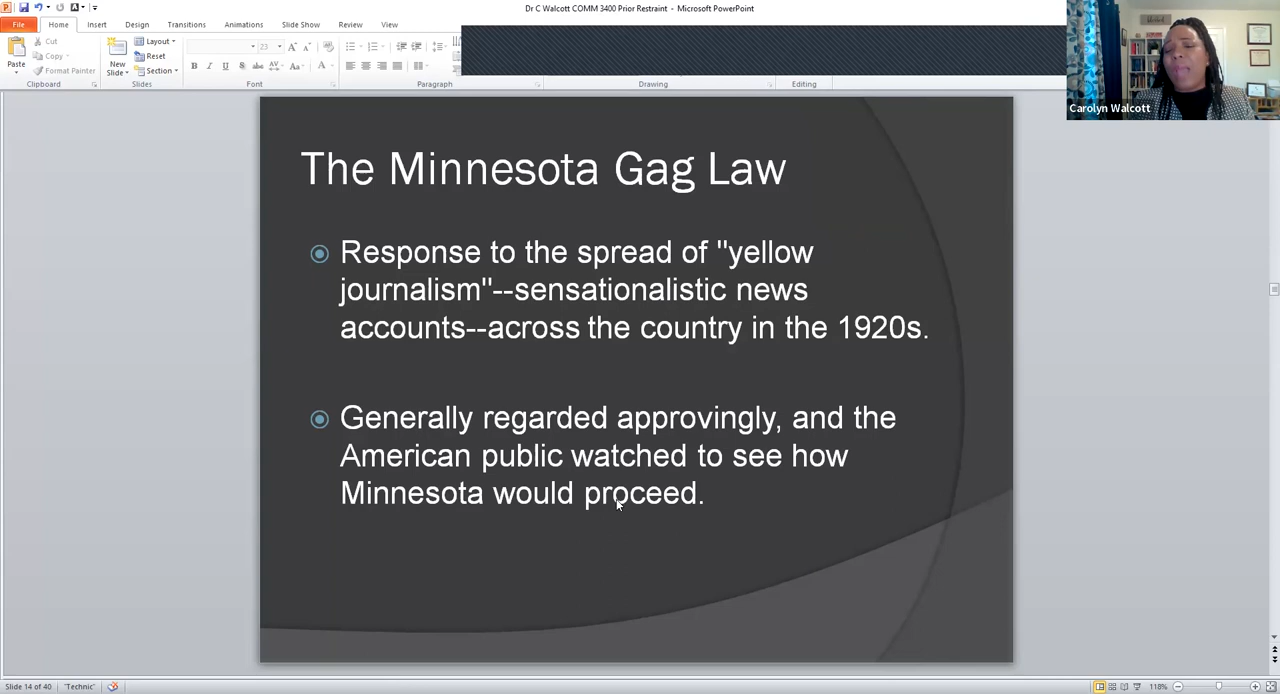 Dr C Walcott COMM 3400 Prior Restraint - Microsoft PowerPoint
File Home Insert Design Transitions Animations Slide Show Review View
Paste
Cut
Copy
Format Painter
New
Slide
Layout
Reset
Section
23
Clipboard Slides Font Paragraph Drawing Editing
Carolyn Walcott
The Minnesota Gag Law
Response to the spread of "yellow
journalism"--sensationalistic news
accounts--across the country in the 1920s.
Generally regarded approvingly, and the
American public watched to see how
Minnesota would proceed.
Slide 14 of 40 "Technic" 118%